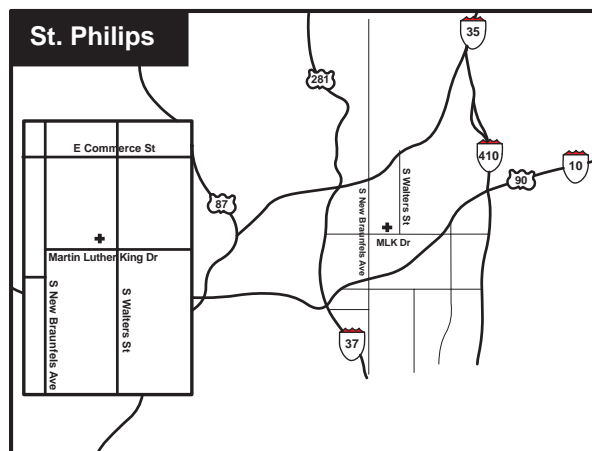 St. Philips
35
281
410
10
90
E Commerce St
87
S New Braunfels Ave
S Walters St
MLK Dr
Martin Luther King Dr
S New Braunfels Ave
S Walters St
37